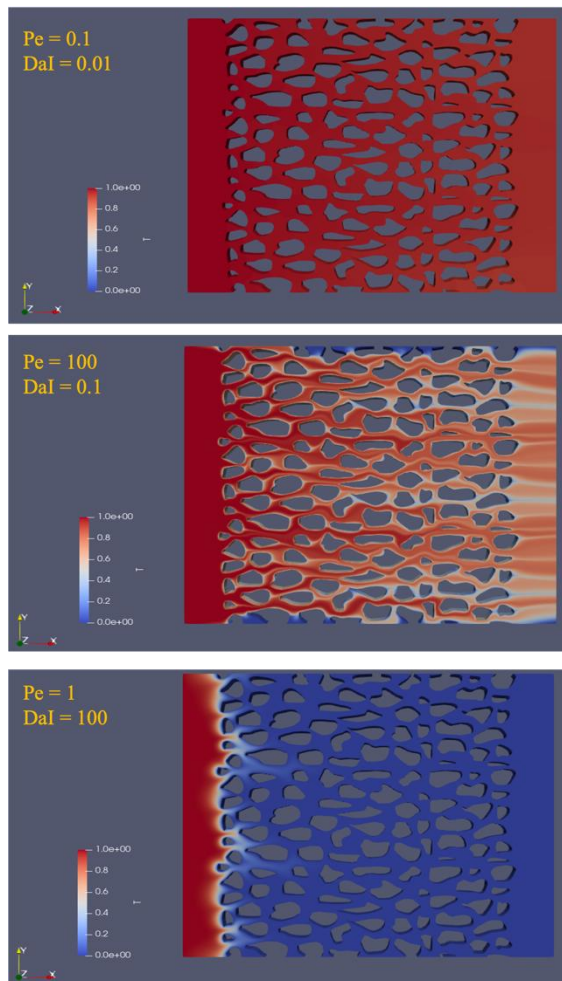 Pe = 0.1
DaI = 0.01
1.0e+00
0.8
0.6
T
0.4
0.2
0.0e+00
Y
Z
X
Pe = 100
DaI = 0.1
1.0e+00
0.8
0.6
T
0.4
0.2
0.0e+00
Y
Z
X
Pe = 1
DaI = 100
1.0e+00
0.8
0.6
T
0.4
0.2
0.0e+00
Y
Z
X